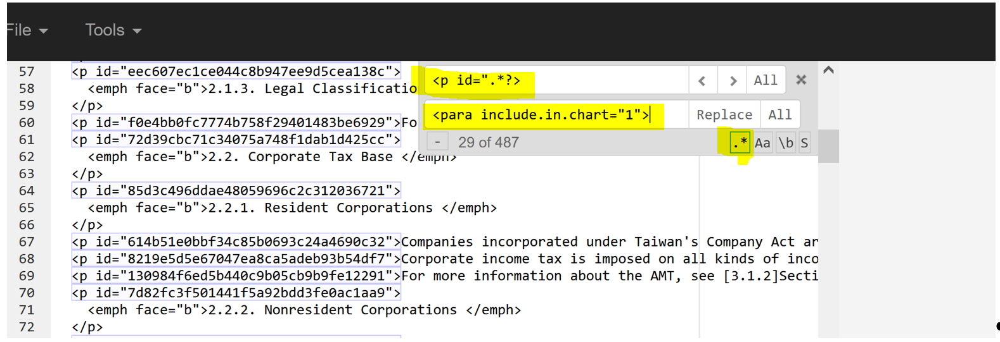 File Tools
57 <p id="eec607ec1ce044c8b947ee9d5cea138c">
58 <emph face="b">2.1.3. Legal Classificatio
59 </p>
60 <p id="f0e4bb0fc7774b758f29401483be6929">Fo
61 <p id="72d39cbc71c34075a748f1dab1d425cc">
62 <emph face="b">2.2. Corporate Tax Base </emph>
63 </p>
64 <p id="85d3c496ddae48059696c2c312036721">
65 <emph face="b">2.2.1. Resident Corporations </emph>
66 </p>
67 <p id="614b51e0bbf34c85b0693c24a4690c32">Companies incorporated under Taiwan's Company Act ar
68 <p id="8219e5d5e67047ea8ca5adeb93b54df7">Corporate income tax is imposed on all kinds of inco
69 <p id="130984f6ed5b440c9b05cb9b9fe12291">For more information about the AMT, see [3.1.2]Secti
70 <p id="7d82fc3f501441f5a92bdd3fe0ac1aa9">
71 <emph face="b">2.2.2. Nonresident Corporations </emph>
72 </p>
<p id=".*?> < > All ×
<para include.in.chart="1"> Replace All
- 29 of 487 .* Aa \b S